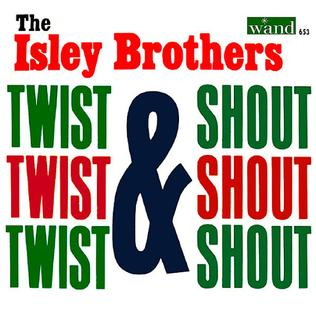 The
Isley Brothers
wand 653
TWIST & SHOUT
TWIST SHOUT
TWIST SHOUT